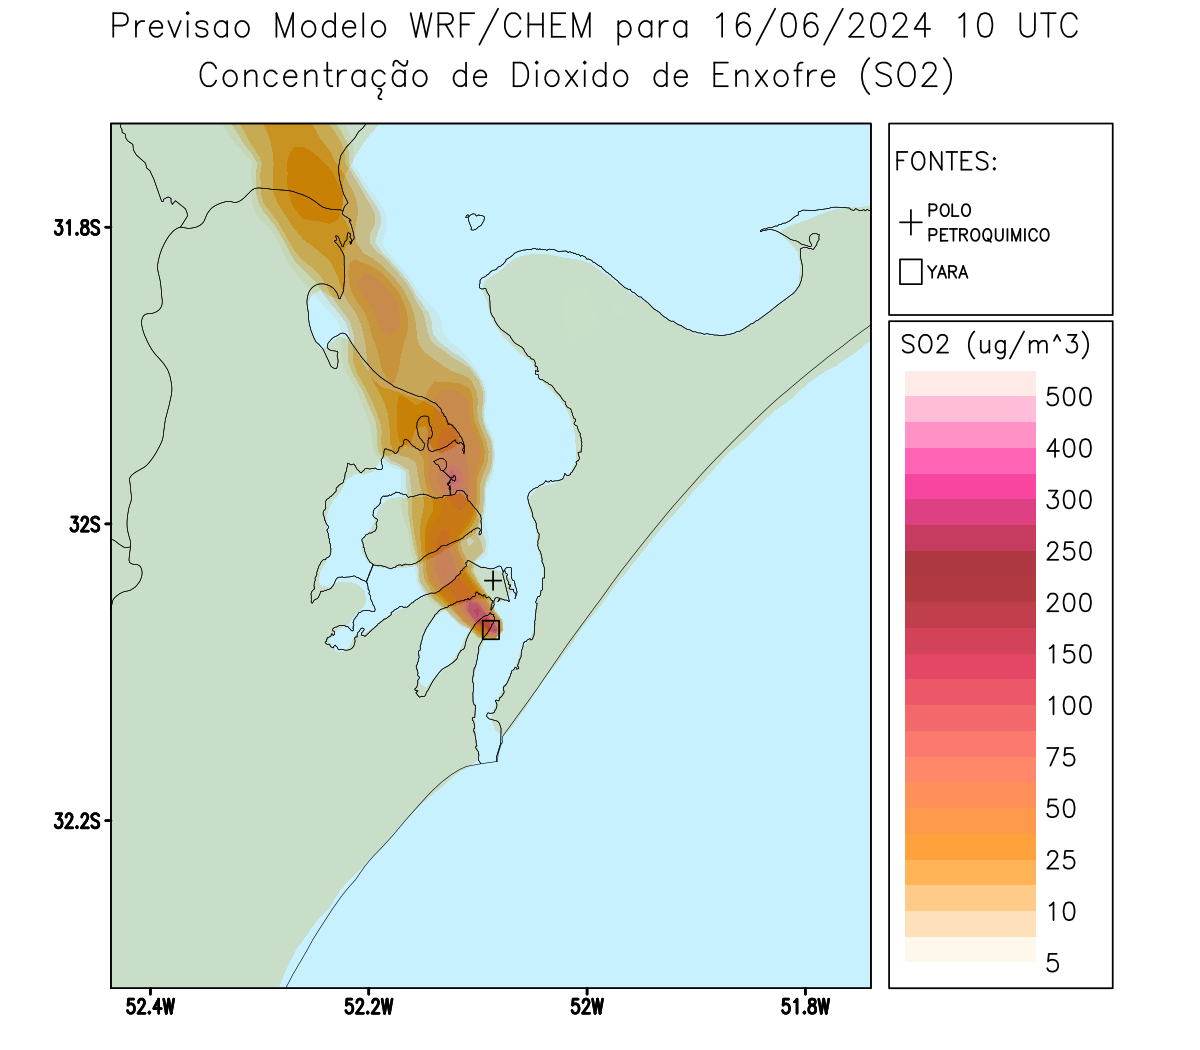 Previsao Modelo WRF/CHEM para 16/06/2024 10 UTC
Concentração de Dioxido de Enxofre (SO2)
FONTES:
POLO
PETROQUIMICO
YARA
SO2 (ug/m^3)
500
400
300
250
200
150
100
75
50
25
10
5
31.8S
32S
32.2S
52.4W
52.2W
52W
51.8W